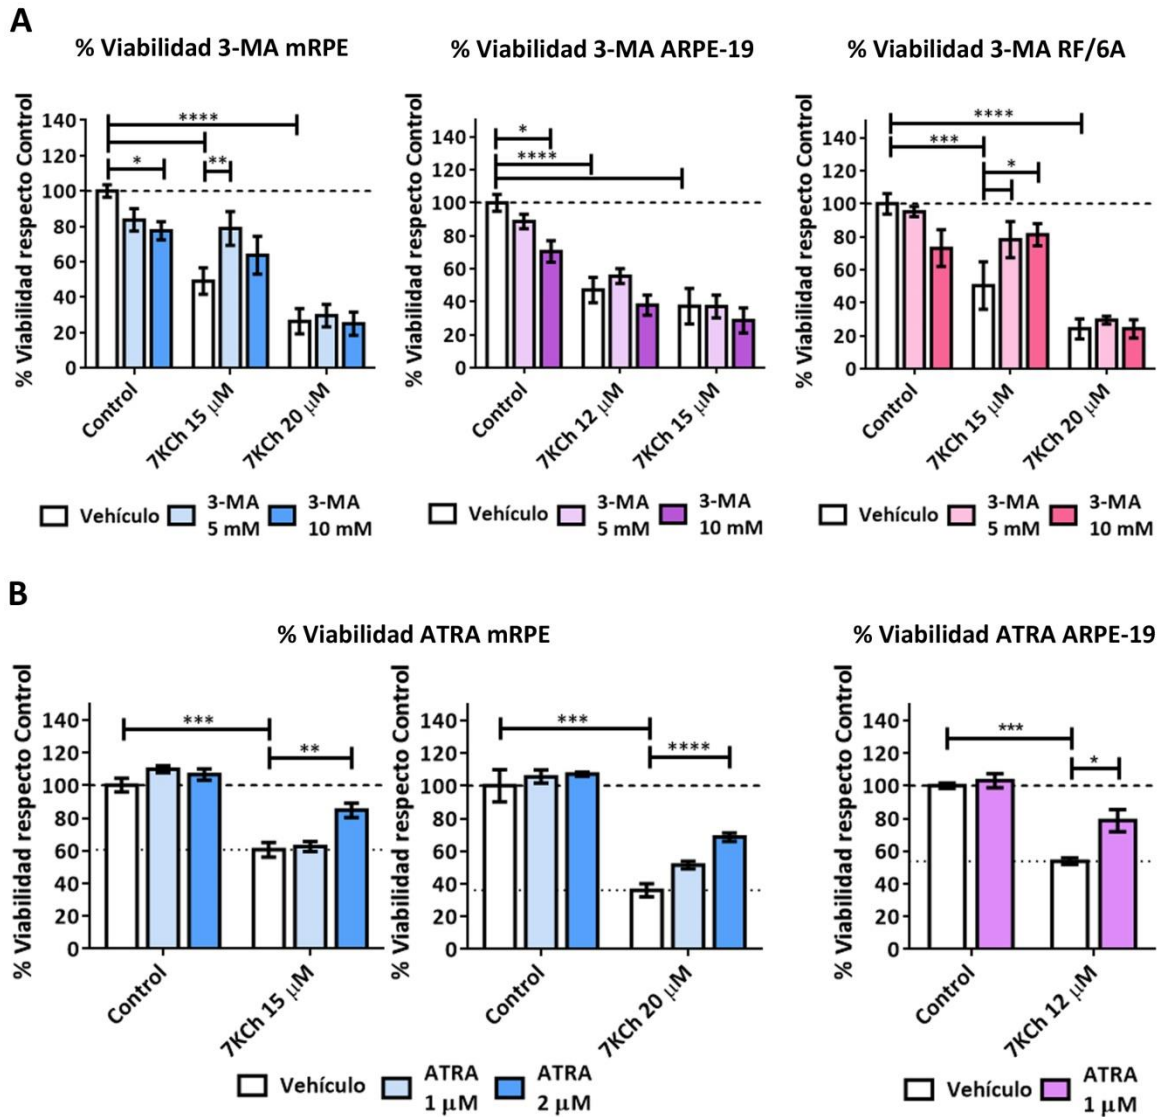 A
% Viabilidad 3-MA mRPE
% Viabilidad 3-MA ARPE-19
% Viabilidad 3-MA RF/6A
% Viabilidad respecto Control
140
120
100
80
60
40
20
0
****
*
**
Control
7KCh 15 μM
7KCh 20 μM
% Viabilidad respecto Control
140
120
100
80
60
40
20
0
*
****
Control
7KCh 12 μM
7KCh 15 μM
% Viabilidad respecto Control
140
120
100
80
60
40
20
0
****
***
*
Control
7KCh 15 μM
7KCh 20 μM
Vehículo
3-MA
5 mM
3-MA
10 mM
Vehículo
3-MA
5 mM
3-MA
10 mM
Vehículo
3-MA
5 mM
3-MA
10 mM
B
% Viabilidad ATRA mRPE
% Viabilidad ATRA ARPE-19
% Viabilidad respecto Control
140
120
100
80
60
40
20
0
***
**
Control
7KCh 15 μM
% Viabilidad respecto Control
140
120
100
80
60
40
20
0
***
****
Control
7KCh 20 μM
% Viabilidad respecto Control
140
120
100
80
60
40
20
0
***
*
Control
7KCh 12 μM
Vehículo
ATRA
1 μM
ATRA
2 μM
Vehículo
ATRA
1 μM